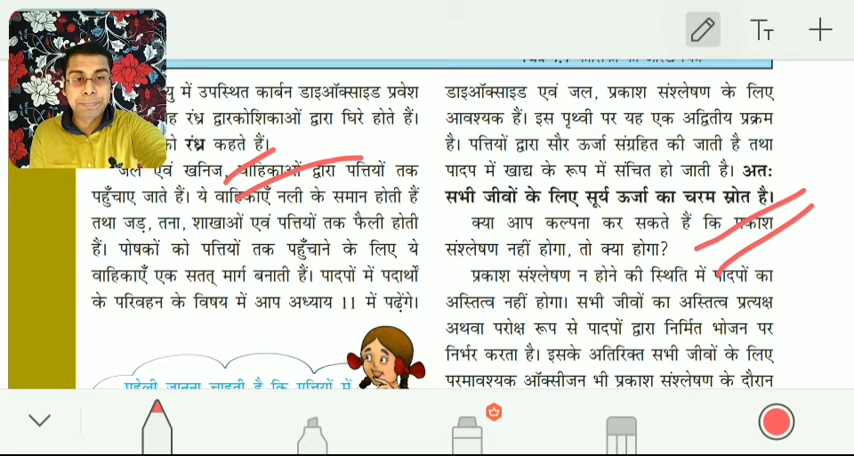 यु में उपस्थित कार्बन डाइऑक्साइड प्रवेश
ह रंध्र द्वारकोशिकाओं द्वारा घिरे होते हैं।
को रंध्र कहते हैं।
जल एवं खनिज, वाहिकाओं द्वारा पत्तियों तक
पहुँचाए जाते हैं। ये वाहिकाएँ नली के समान होती हैं
तथा जड़, तना, शाखाओं एवं पत्तियों तक फैली होती
हैं। पोषकों को पत्तियों तक पहुँचाने के लिए ये
वाहिकाएँ एक सतत् मार्ग बनाती हैं। पादपों में पदार्थों
के परिवहन के विषय में आप अध्याय 11 में पढ़ेंगे।
पहेली जानना चाहती है कि पत्तियों में
डाइऑक्साइड एवं जल, प्रकाश संश्लेषण के लिए
आवश्यक हैं। इस पृथ्वी पर यह एक अद्वितीय प्रक्रम
है। पत्तियों द्वारा सौर ऊर्जा संग्रहित की जाती है तथा
पादप में खाद्य के रूप में संचित हो जाती है। अतः
सभी जीवों के लिए सूर्य ऊर्जा का चरम स्रोत है।
क्या आप कल्पना कर सकते हैं कि प्रकाश
संश्लेषण नहीं होगा, तो क्या होगा?
प्रकाश संश्लेषण न होने की स्थिति में पादपों का
अस्तित्व नहीं होगा। सभी जीवों का अस्तित्व प्रत्यक्ष
अथवा परोक्ष रूप से पादपों द्वारा निर्मित भोजन पर
निर्भर करता है। इसके अतिरिक्त सभी जीवों के लिए
परमावश्यक ऑक्सीजन भी प्रकाश संश्लेषण के दौरान